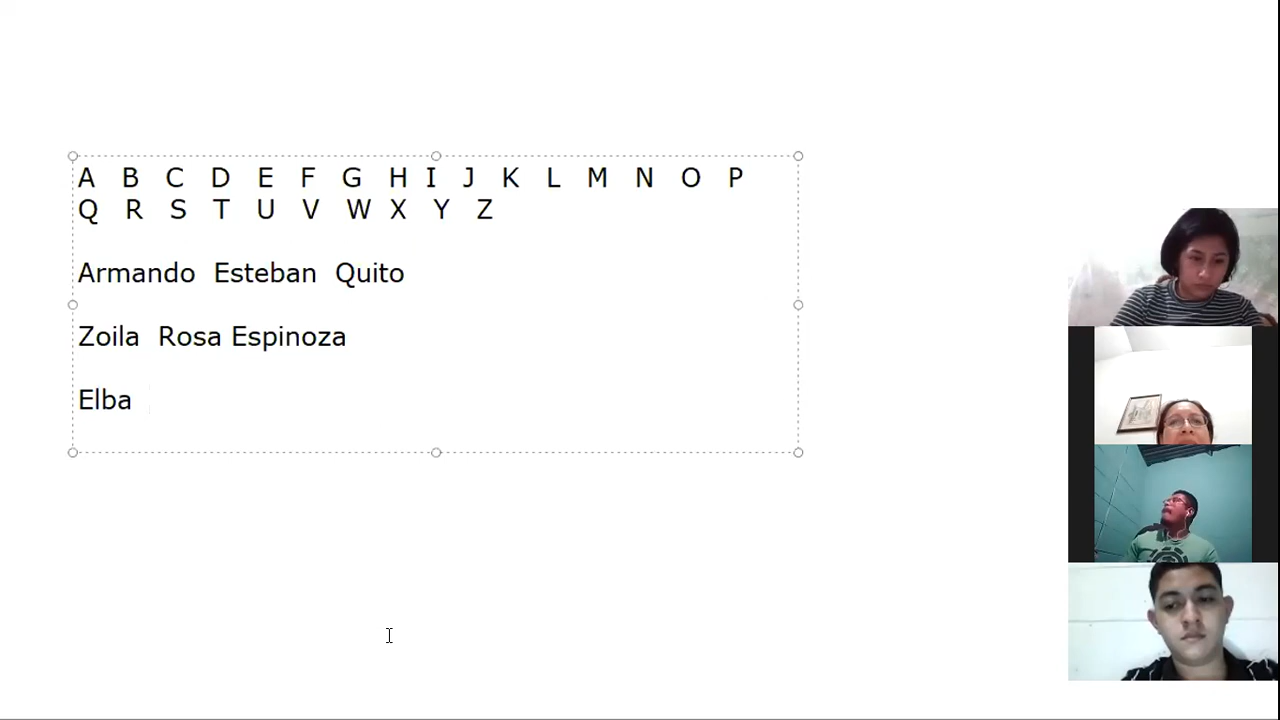 A B C D E F G H I J K L M N O P
Q R S T U V W X Y Z
Armando Esteban Quito
Zoila Rosa Espinoza
Elba